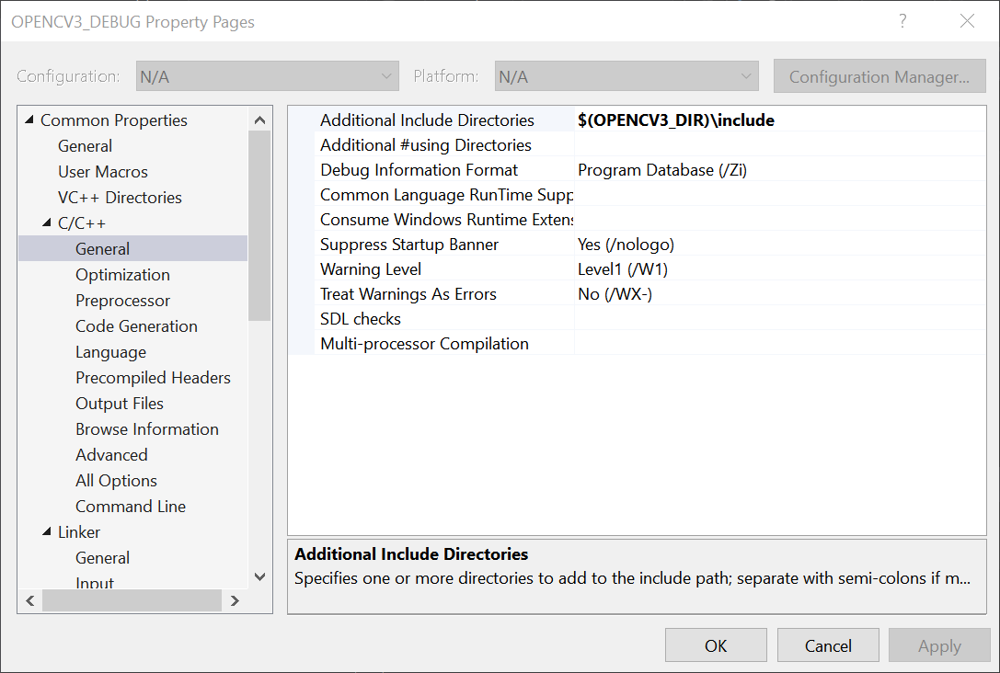 OPENCV3_DEBUG Property Pages
?
Configuration: N/A Platform: N/A Configuration Manager...
Common Properties
General
User Macros
VC++ Directories
C/C++
General
Optimization
Preprocessor
Code Generation
Language
Precompiled Headers
Output Files
Browse Information
Advanced
All Options
Command Line
Linker
General
Input
Additional Include Directories $(OPENCV3_DIR)\include
Additional #using Directories
Debug Information Format Program Database (/Zi)
Common Language RunTime Supp
Consume Windows Runtime Extens
Suppress Startup Banner Yes (/nologo)
Warning Level Level1 (/W1)
Treat Warnings As Errors No (/WX-)
SDL checks
Multi-processor Compilation
Additional Include Directories
Specifies one or more directories to add to the include path; separate with semi-colons if m...
OK Cancel Apply